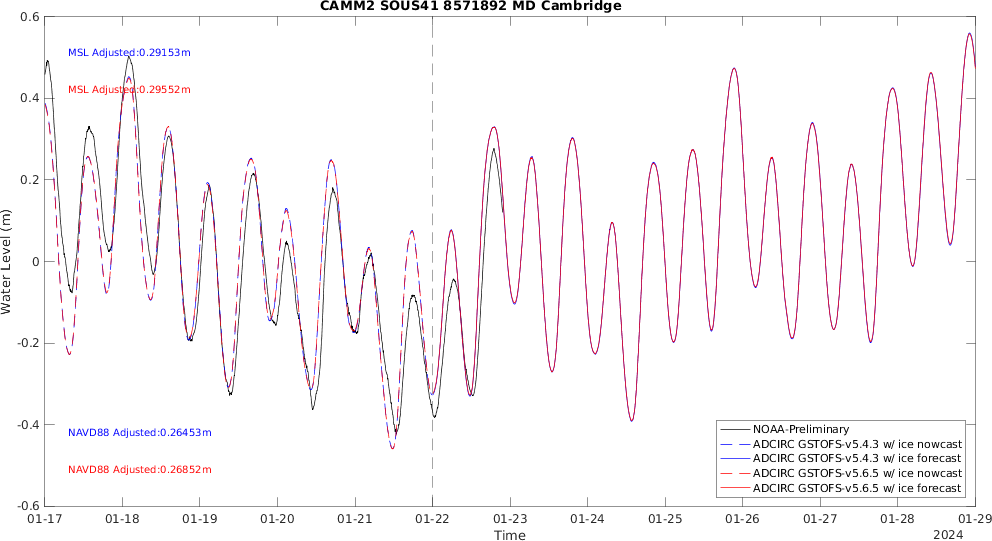 CAMM2 SOUS41 8571892 MD Cambridge
0.6
0.4
0.2
0
-0.2
-0.4
-0.6
Water Level (m)
MSL Adjusted:0.29153m
MSL Adjusted:0.29552m
NAVD88 Adjusted:0.26453m
NAVD88 Adjusted:0.26852m
NOAA-Preliminary
ADCIRC GSTOFS-v5.4.3 w/ ice nowcast
ADCIRC GSTOFS-v5.4.3 w/ ice forecast
ADCIRC GSTOFS-v5.6.5 w/ ice nowcast
ADCIRC GSTOFS-v5.6.5 w/ ice forecast
01-17 01-18 01-19 01-20 01-21 01-22 01-23 01-24 01-25 01-26 01-27 01-28 01-29
Time
2024